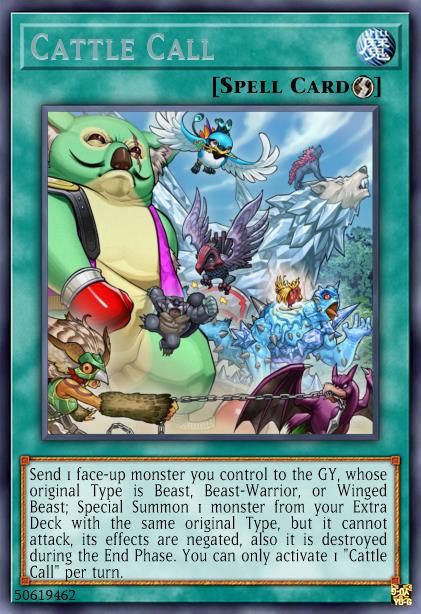 CATTLE CALL
魔
[SPELL CARD]
Send 1 face-up monster you control to the GY, whose
original Type is Beast, Beast-Warrior, or Winged
Beast; Special Summon 1 monster from your Extra
Deck with the same original Type, but it cannot
attack, its effects are negated, also it is destroyed
during the End Phase. You can only activate 1 "Cattle
Call" per turn.
50619462